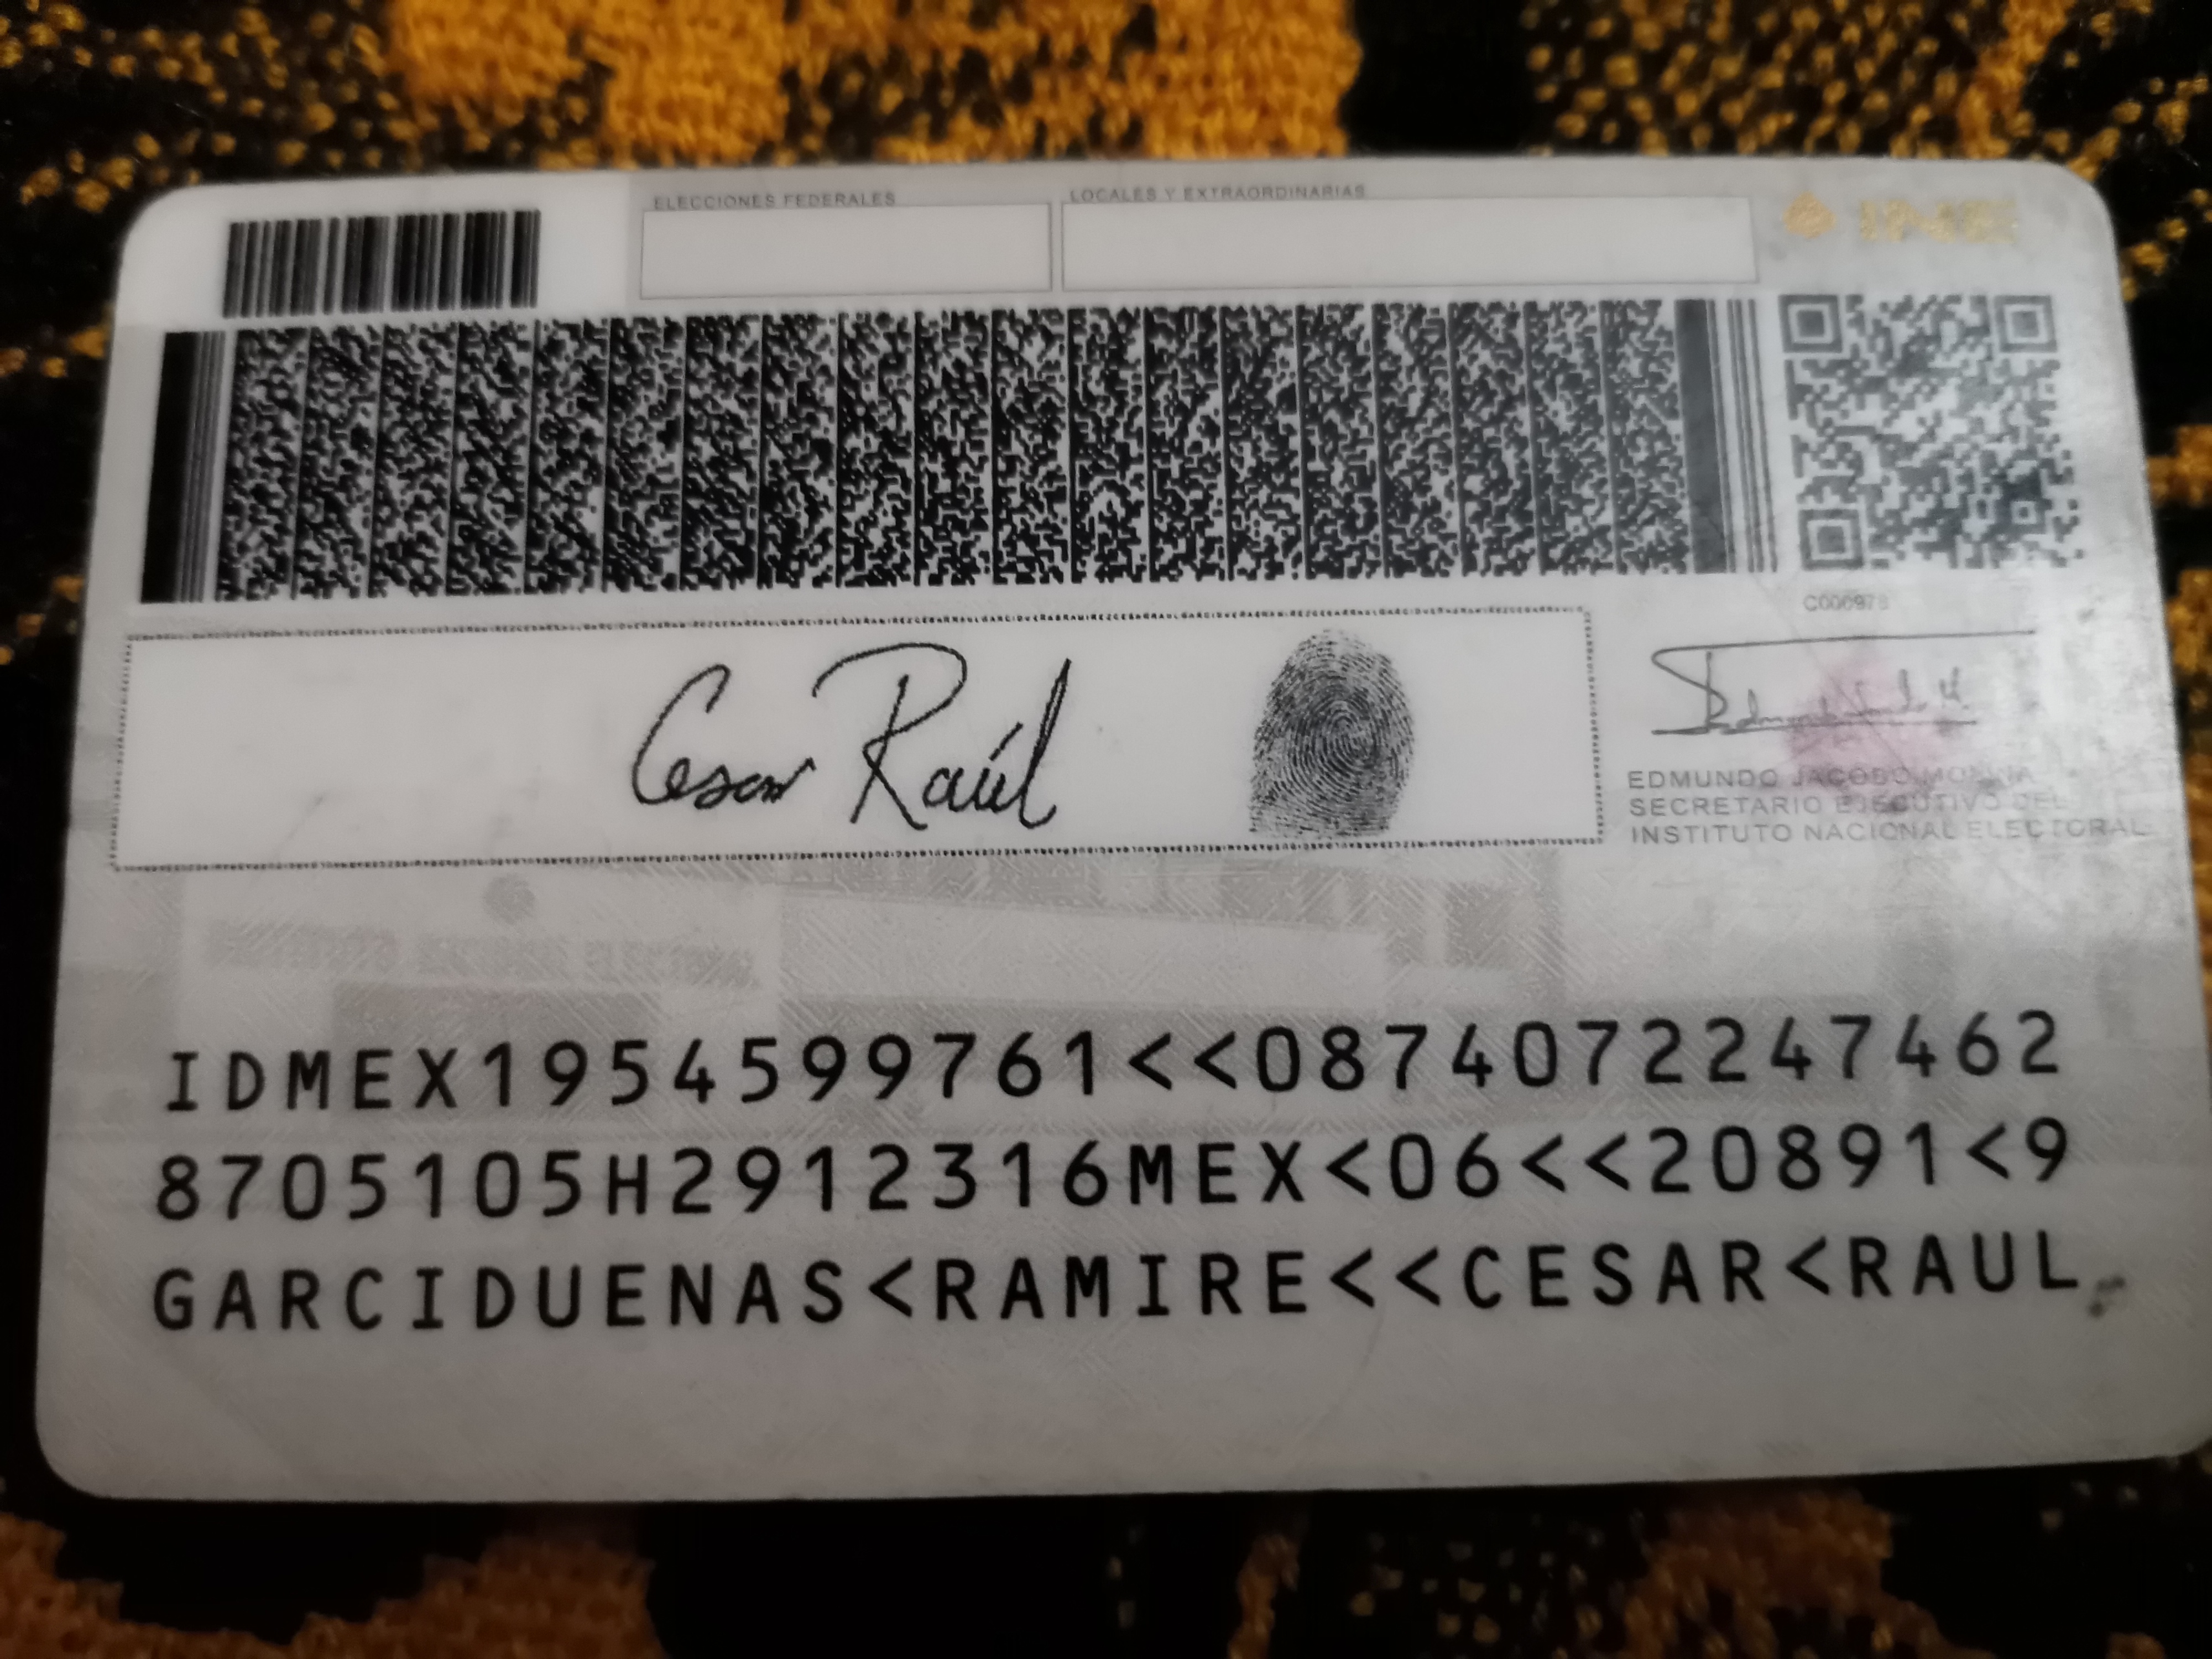 ELECCIONES FEDERALES
LOCALES Y EXTRAORDINARIAS
INE
Cesar Raúl
EDMUNDO JACOBO MOLINA
SECRETARIO EJECUTIVO DEL
INSTITUTO NACIONAL ELECTORAL
IDMEX1954599761<<0874072247462
8705105H2912316MEX<06<<20891<9
GARCIDUENAS<RAMIRE<<CESAR<RAUL